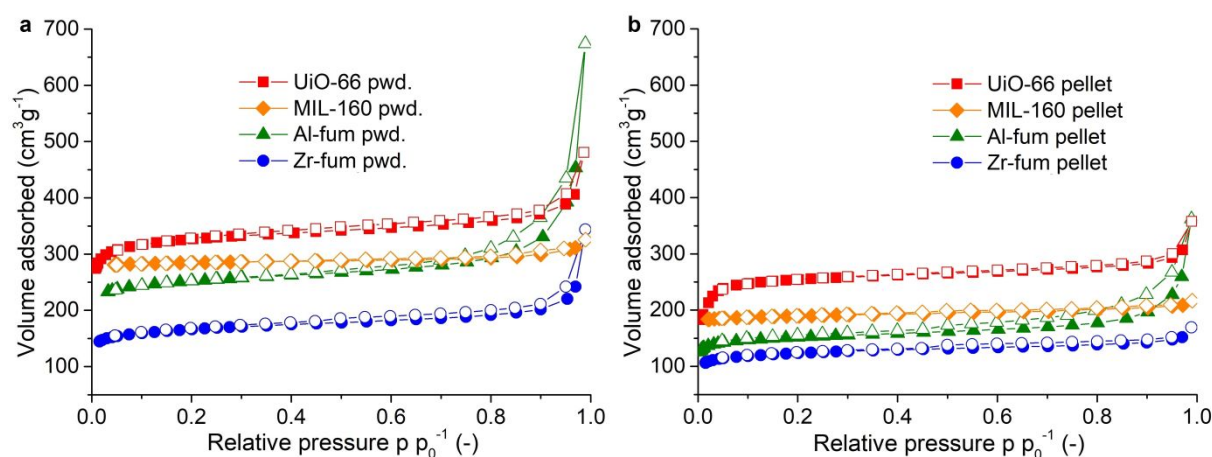 a
700
600
500
400
300
200
100
Volume adsorbed (cm³g⁻¹)
UiO-66 pwd.
MIL-160 pwd.
Al-fum pwd.
Zr-fum pwd.
0.0 0.2 0.4 0.6 0.8 1.0
Relative pressure p p₀⁻¹ (-)
b
700
600
500
400
300
200
100
Volume adsorbed (cm³g⁻¹)
UiO-66 pellet
MIL-160 pellet
Al-fum pellet
Zr-fum pellet
0.0 0.2 0.4 0.6 0.8 1.0
Relative pressure p p₀⁻¹ (-)